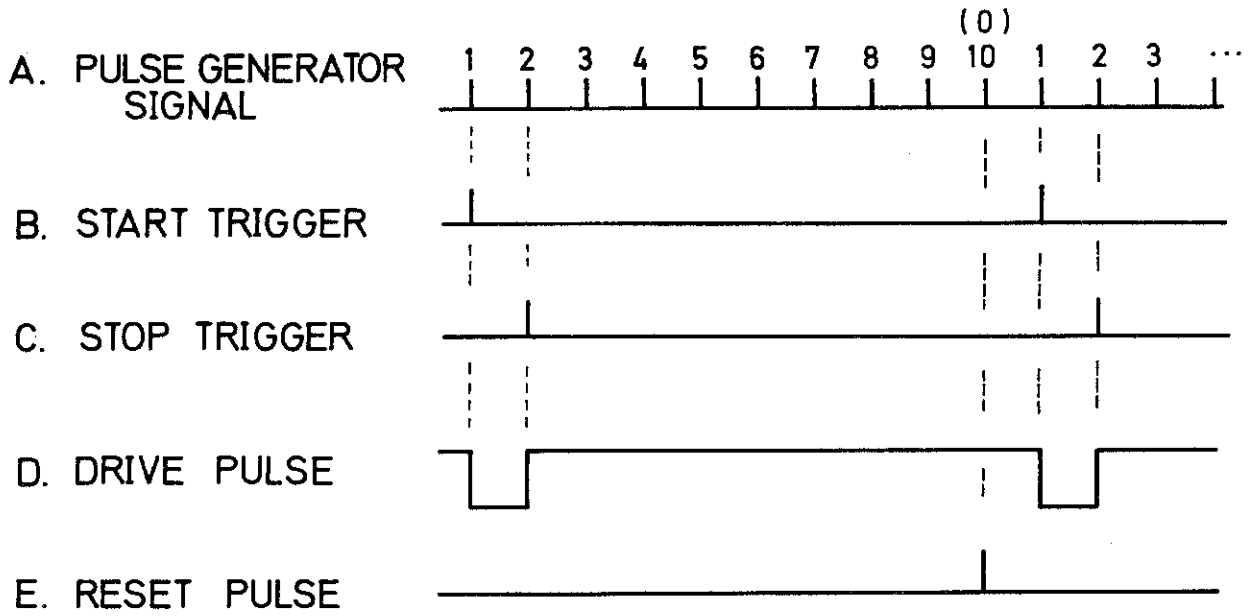 (0)
1 2 3 4 5 6 7 8 9 10 1 2 3 ...
A. PULSE GENERATOR
SIGNAL
B. START TRIGGER
C. STOP TRIGGER
D. DRIVE PULSE
E. RESET PULSE